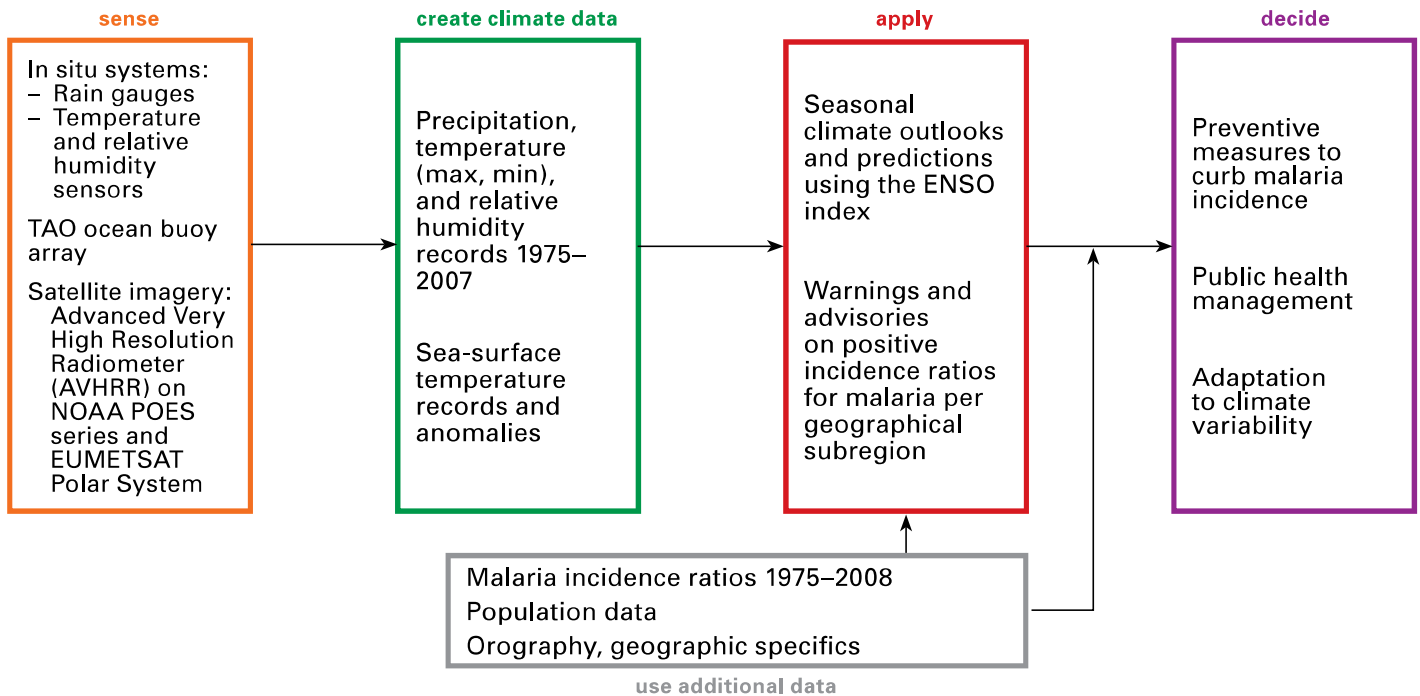 sense
In situ systems:
– Rain gauges
– Temperature
and relative
humidity
sensors
TAO ocean buoy
array
Satellite imagery:
Advanced Very
High Resolution
Radiometer
(AVHRR) on
NOAA POES
series and
EUMETSAT
Polar System
create climate data
Precipitation,
temperature
(max, min),
and relative
humidity
records 1975–
2007
Sea-surface
temperature
records and
anomalies
apply
Seasonal
climate outlooks
and predictions
using the ENSO
index
Warnings and
advisories
on positive
incidence ratios
for malaria per
geographical
subregion
decide
Preventive
measures to
curb malaria
incidence
Public health
management
Adaptation
to climate
variability
Malaria incidence ratios 1975–2008
Population data
Orography, geographic specifics
use additional data